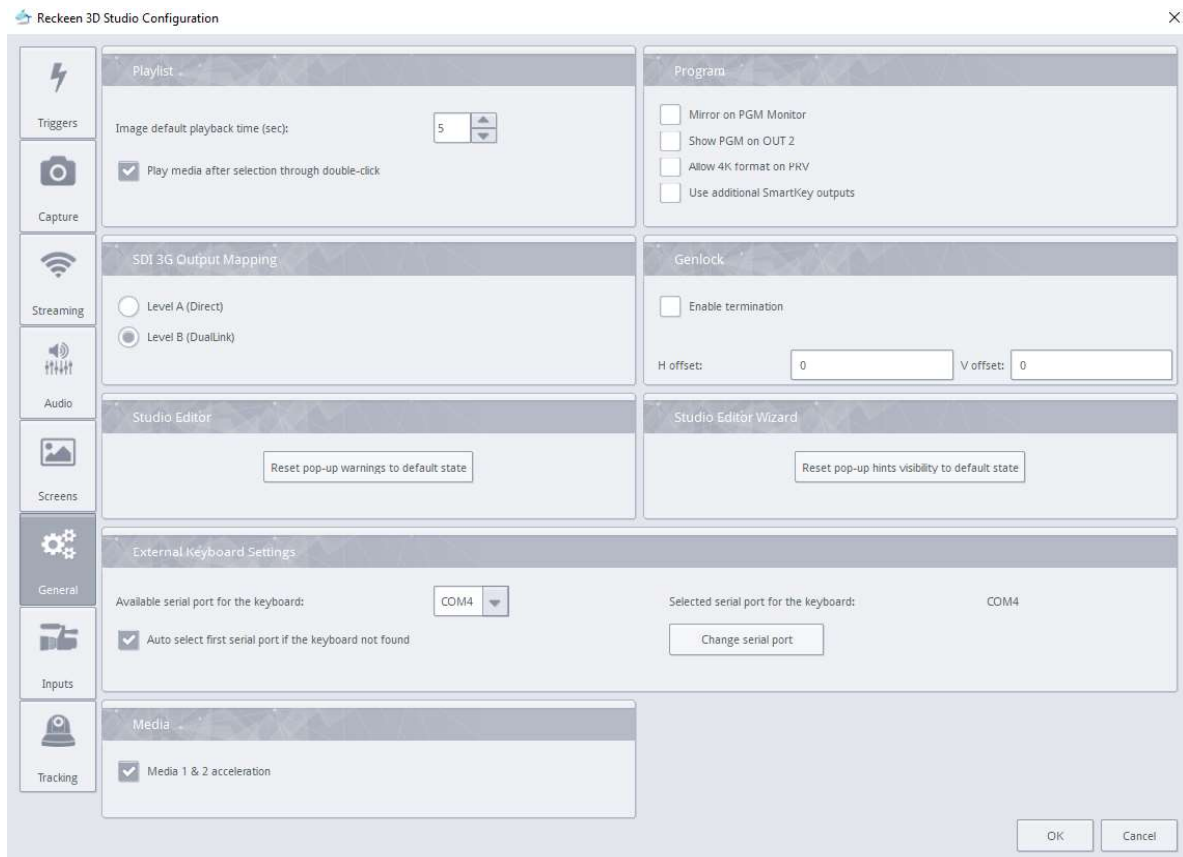 Reckeen 3D Studio Configuration
Triggers
Capture
Streaming
Audio
Screens
General
Inputs
Tracking
Playlist
Image default playback time (sec):
5
Play media after selection through double-click
Program
Mirror on PGM Monitor
Show PGM on OUT 2
Allow 4K format on PRV
Use additional SmartKey outputs
SDI 3G Output Mapping
Level A (Direct)
Level B (DualLink)
Genlock
Enable termination
H offset: 0 V offset: 0
Studio Editor
Reset pop-up warnings to default state
Studio Editor Wizard
Reset pop-up hints visibility to default state
External Keyboard Settings
Available serial port for the keyboard: COM4
Selected serial port for the keyboard: COM4
Auto select first serial port if the keyboard not found
Change serial port
Media
Media 1 & 2 acceleration
OK
Cancel